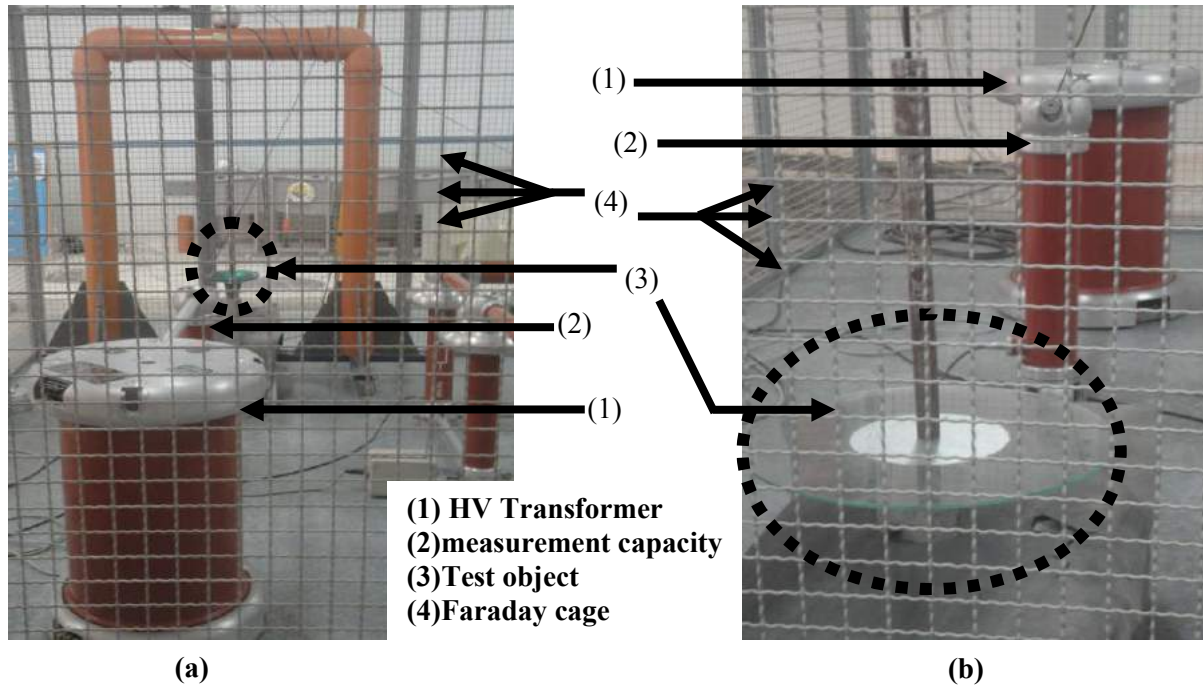 (1)
(2)
(4)
(3)
(2)
(1)
(1) HV Transformer
(2)measurement capacity
(3)Test object
(4)Faraday cage
(a)
(b)